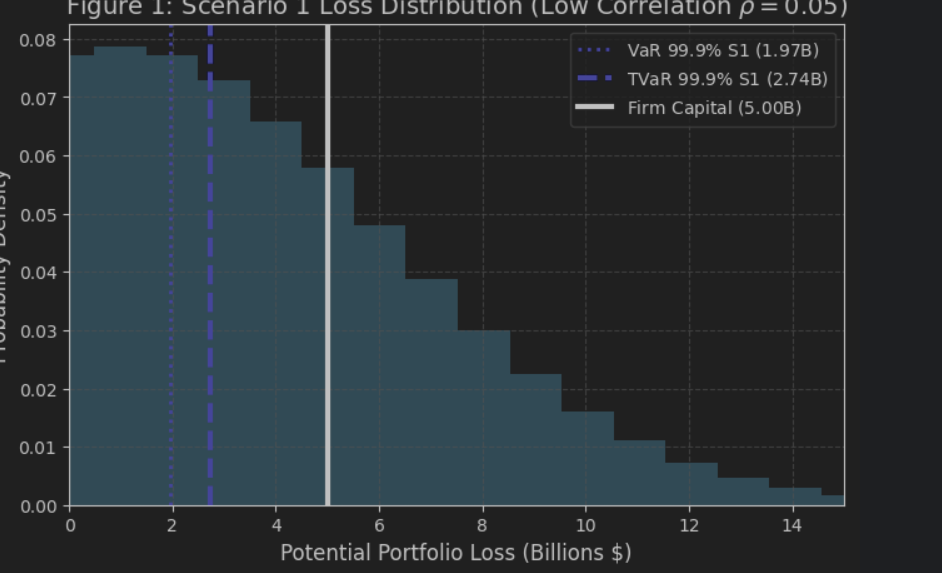 Figure 1: Scenario 1 Loss Distribution (Low Correlation ρ = 0.05)
VaR 99.9% S1 (1.97B)
TVaR 99.9% S1 (2.74B)
Firm Capital (5.00B)
Probability Density
0.08
0.07
0.06
0.05
0.04
0.03
0.02
0.01
0.00
0 2 4 6 8 10 12 14
Potential Portfolio Loss (Billions $)